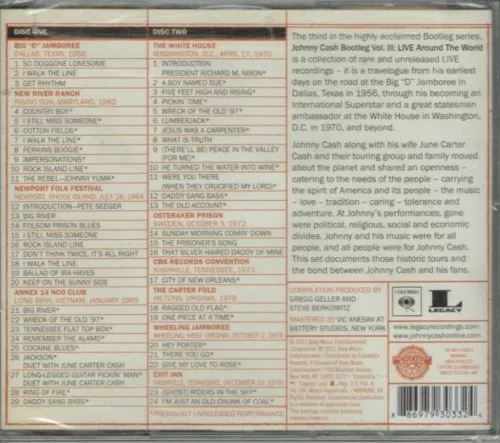 DISC ONE
BIG "D" JAMBOREE
DALLAS, TEXAS, 1956
1 SO DOGGONE LONESOME
2 I WALK THE LINE
3 GET RHYTHM
NEW RIVER RANCH
RISING SUN, MARYLAND, 1962
4 COUNTRY BOY*
5 I STILL MISS SOMEONE*
6 COTTON FIELDS*
7 I WALK THE LINE*
8 PERKINS BOOGIE*
9 IMPERSONATIONS*
10 ROCK ISLAND LINE*
11 THE REBEL—JOHNNY YUMA*
NEWPORT FOLK FESTIVAL
NEWPORT, RHODE ISLAND, JULY 26, 1964
12 INTRODUCTION—PETE SEEGER
13 BIG RIVER
14 FOLSOM PRISON BLUES
15 I STILL MISS SOMEONE
16 ROCK ISLAND LINE
17 DON'T THINK TWICE, IT'S ALL RIGHT
18 I WALK THE LINE
19 BALLAD OF IRA HAYES
20 KEEP ON THE SUNNY SIDE
ANNEX 14 NCO CLUB
LONG BINH, VIETNAM, JANUARY 1969
21 BIG RIVER*
22 WRECK OF THE OLD '97*
23 TENNESSEE FLAT TOP BOX*
24 REMEMBER THE ALAMO*
25 COCAINE BLUES*
26 JACKSON*
DUET WITH JUNE CARTER CASH
27 LONG-LEGGED GUITAR PICKIN' MAN*
DUET WITH JUNE CARTER CASH
28 RING OF FIRE*
29 DADDY SANG BASS*
DISC TWO
THE WHITE HOUSE
WASHINGTON, D.C., APRIL 17, 1970
1 INTRODUCTION
PRESIDENT RICHARD M. NIXON*
2 A BOY NAMED SUE*
3 FIVE FEET HIGH AND RISING*
4 PICKIN' TIME*
5 WRECK OF THE OLD '97*
6 LUMBERJACK*
7 JESUS WAS A CARPENTER*
8 WHAT IS TRUTH
9 (THERE'LL BE) PEACE IN THE VALLEY
(FOR ME)*
10 HE TURNED THE WATER INTO WINE*
11 WERE YOU THERE
(WHEN THEY CRUCIFIED MY LORD)*
12 DADDY SANG BASS*
13 THE OLD ACCOUNT*
ÖSTERÅKER PRISON
SWEDEN, OCTOBER 3, 1972
14 SUNDAY MORNING COMIN' DOWN
15 THE PRISONER'S SONG
16 THAT SILVER HAIRED DADDY OF MINE
CBS RECORDS CONVENTION
NASHVILLE, TENNESSEE, 1973
17 CITY OF NEW ORLEANS*
THE CARTER FOLD
HILTONS, VIRGINIA, 1976
18 RAGGED OLD FLAG*
19 ONE PIECE AT A TIME*
WHEELING JAMBOREE
WHEELING, WEST VIRGINIA, OCTOBER 2, 1976
20 HEY PORTER*
21 THERE YOU GO*
22 GIVE MY LOVE TO ROSE*
EXIT INN
NASHVILLE, TENNESSEE, DECEMBER 10, 1979
23 (GHOST) RIDERS IN THE SKY*
24 I'M JUST AN OLD CHUNK OF COAL*
*PREVIOUSLY UNRELEASED PERFORMANCE
The third in the highly acclaimed Bootleg series,
Johnny Cash Bootleg Vol. III: LIVE Around The World
is a collection of rare and unreleased LIVE
recordings – it is a travelogue from his earliest
days on the road at the Big "D" Jamboree in
Dallas, Texas in 1956, through his becoming an
International Superstar and a great statesman
ambassador at the White House in Washington,
D.C. in 1970, and beyond.
Johnny Cash along with his wife June Carter
Cash and their touring group and family moved
about the planet and shared an openness –
catering to the needs of the people – carrying
the spirit of America and its people – the music
– love – tradition – caring – tolerance and
adventure. At Johnny's performances, gone
were political, religious, social and economic
divides. Johnny and his music were for all
people, and all people were for Johnny Cash.
This set documents those historic tours and
the bond between Johnny Cash and his fans.
COMPILATION PRODUCED BY
GREGG GELLER AND
STEVE BERKOWITZ
MASTERED BY VIC ANESINI AT
BATTERY STUDIOS, NEW YORK
COLUMBIA
L
LEGACY
www.legacyrecordings.com
www.johnnycashonline.com
8 86979 30332 4